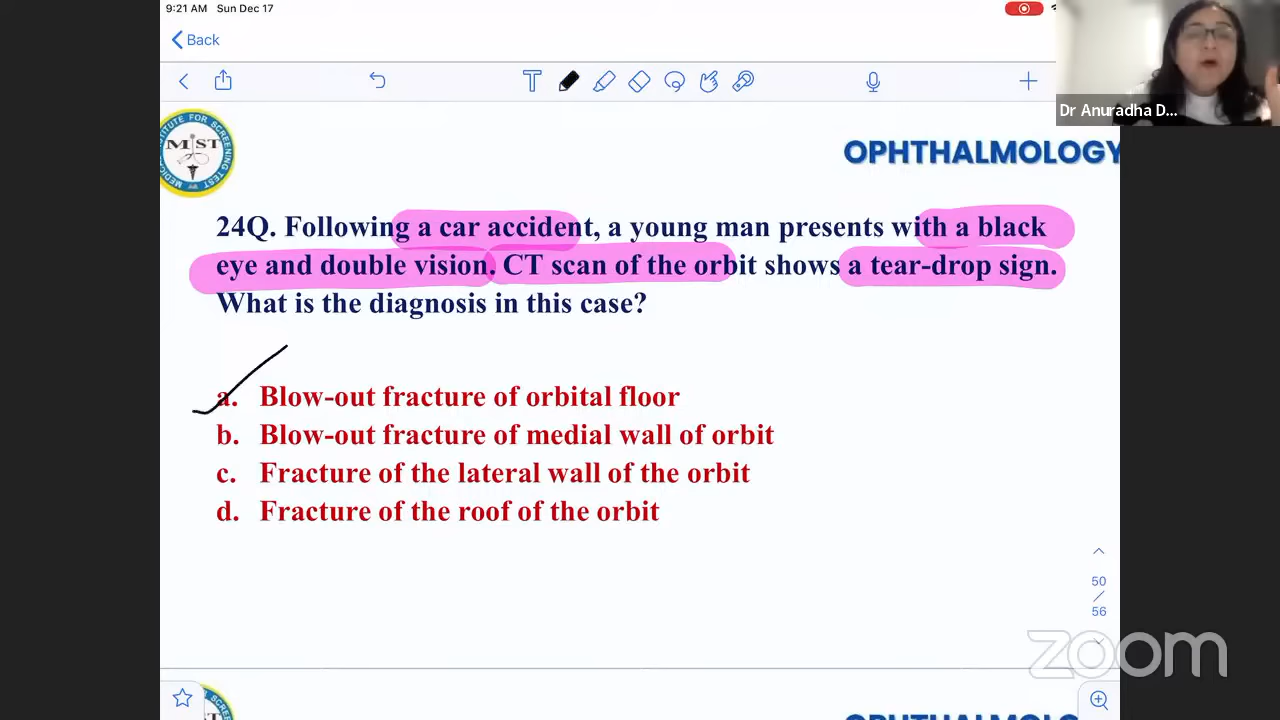 9:21 AM Sun Dec 17
Back
Dr Anuradha D...
MIST
OPHTHALMOLOGY
24Q. Following a car accident, a young man presents with a black
eye and double vision. CT scan of the orbit shows a tear-drop sign.
What is the diagnosis in this case?
a. Blow-out fracture of orbital floor
b. Blow-out fracture of medial wall of orbit
c. Fracture of the lateral wall of the orbit
d. Fracture of the roof of the orbit
50
/
56
zoom